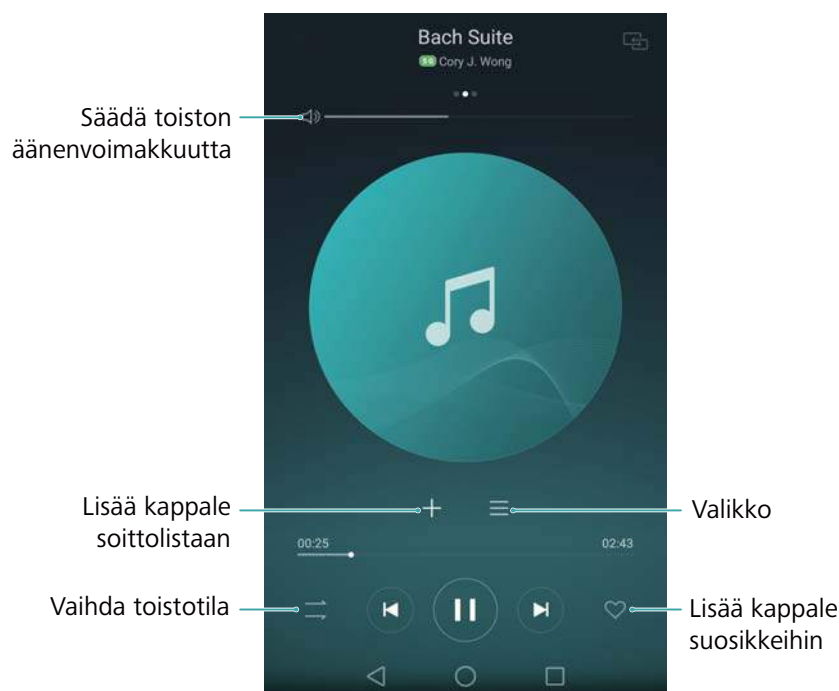 Bach Suite
SQ Cory J. Wong
Säädä toiston
äänenvoimakkuutta
Lisää kappale
soittolistaan
Valikko
00:25
02:43
Vaihda toistotila
Lisää kappale
suosikkeihin